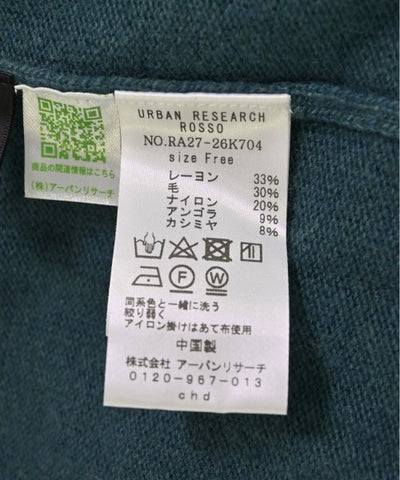 商品の関連情報はこちら
(株)アーバンリサーチ
URBAN RESEARCH
ROSSO
NO.RA27-26K704
size Free
レーヨン 33%
毛 30%
ナイロン 20%
アンゴラ 9%
カシミヤ 8%
F W
同系色と一緒に洗う
絞り弱く
アイロン掛けはあて布使用
中国製
株式会社 アーバンリサーチ
0120-967-013
chd